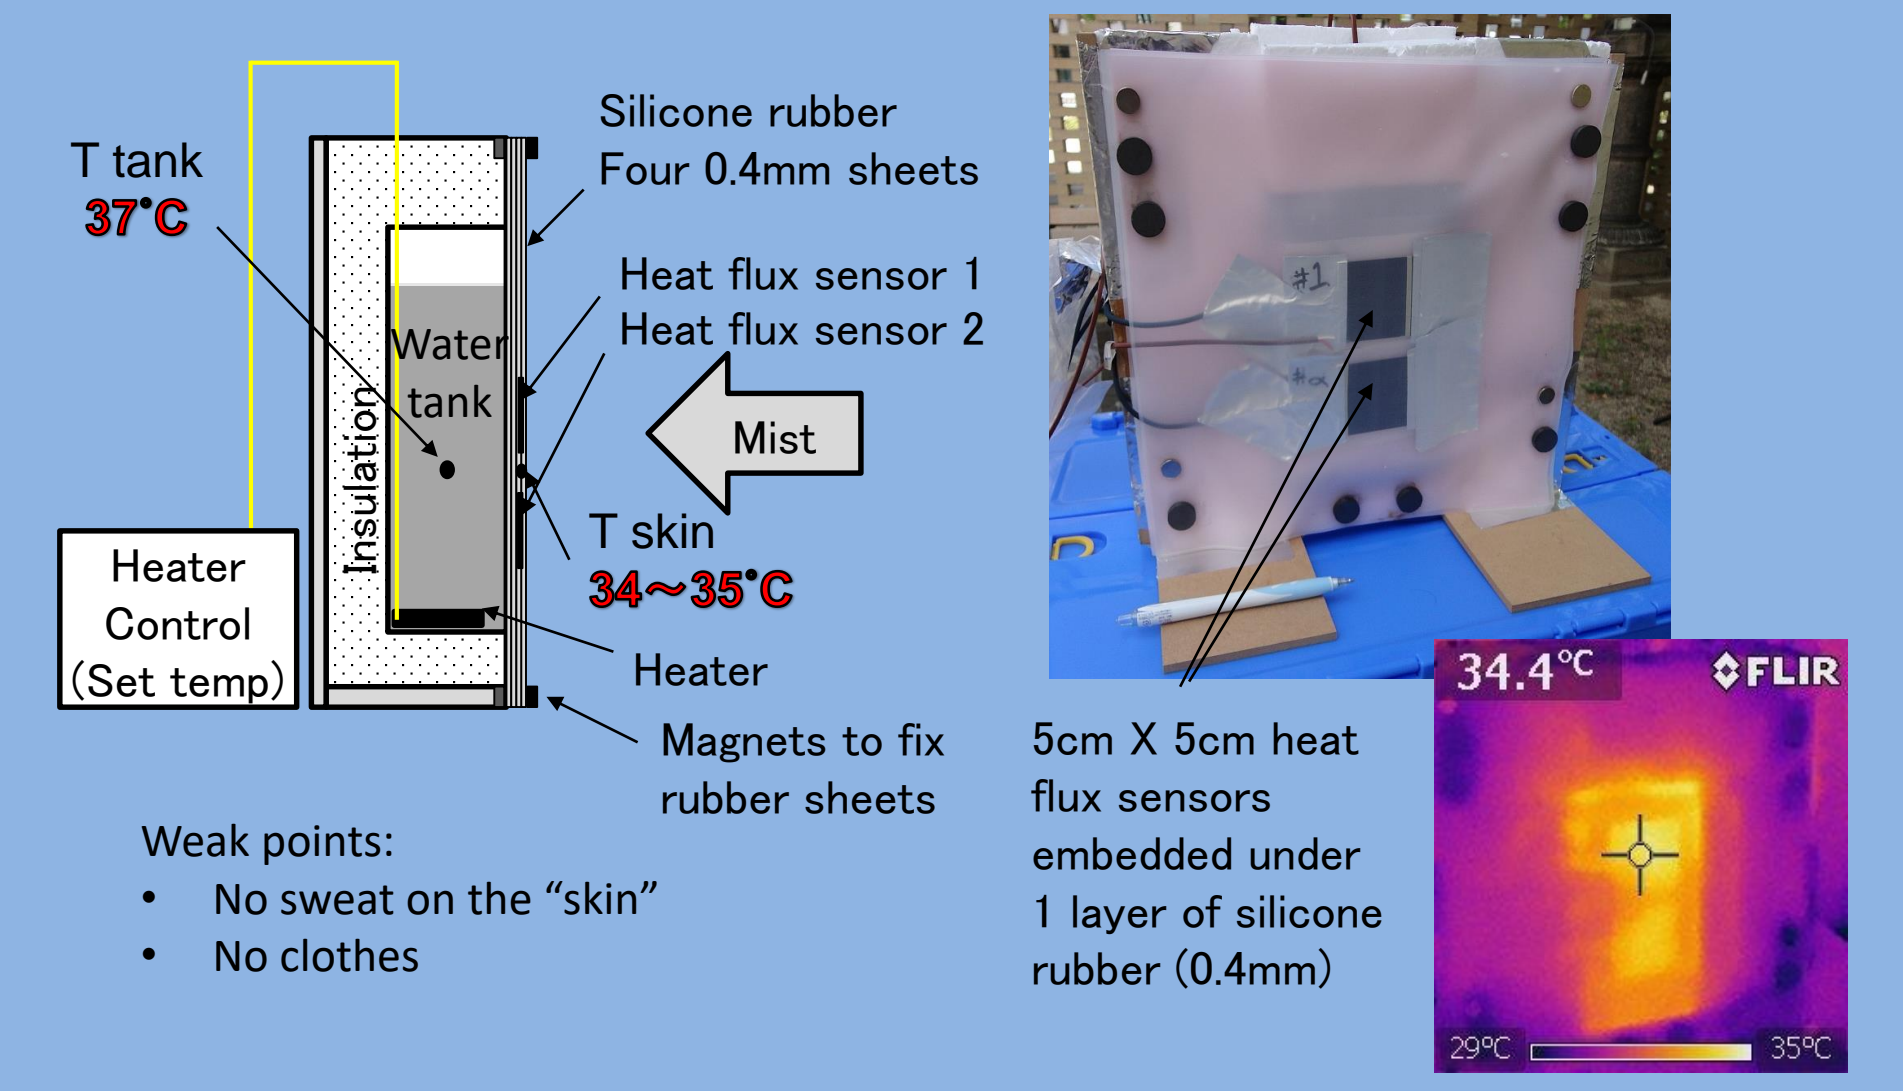 T tank
37°C
Silicone rubber
Four 0.4mm sheets
Heat flux sensor 1
Heat flux sensor 2
Water
tank
Insulation
Mist
T skin
34～35°C
Heater
Control
(Set temp)
Heater
Magnets to fix
rubber sheets
Weak points:
• No sweat on the “skin”
• No clothes
#1
5cm X 5cm heat
flux sensors
embedded under
1 layer of silicone
rubber (0.4mm)
34.4°C
FLIR
29°C
35°C